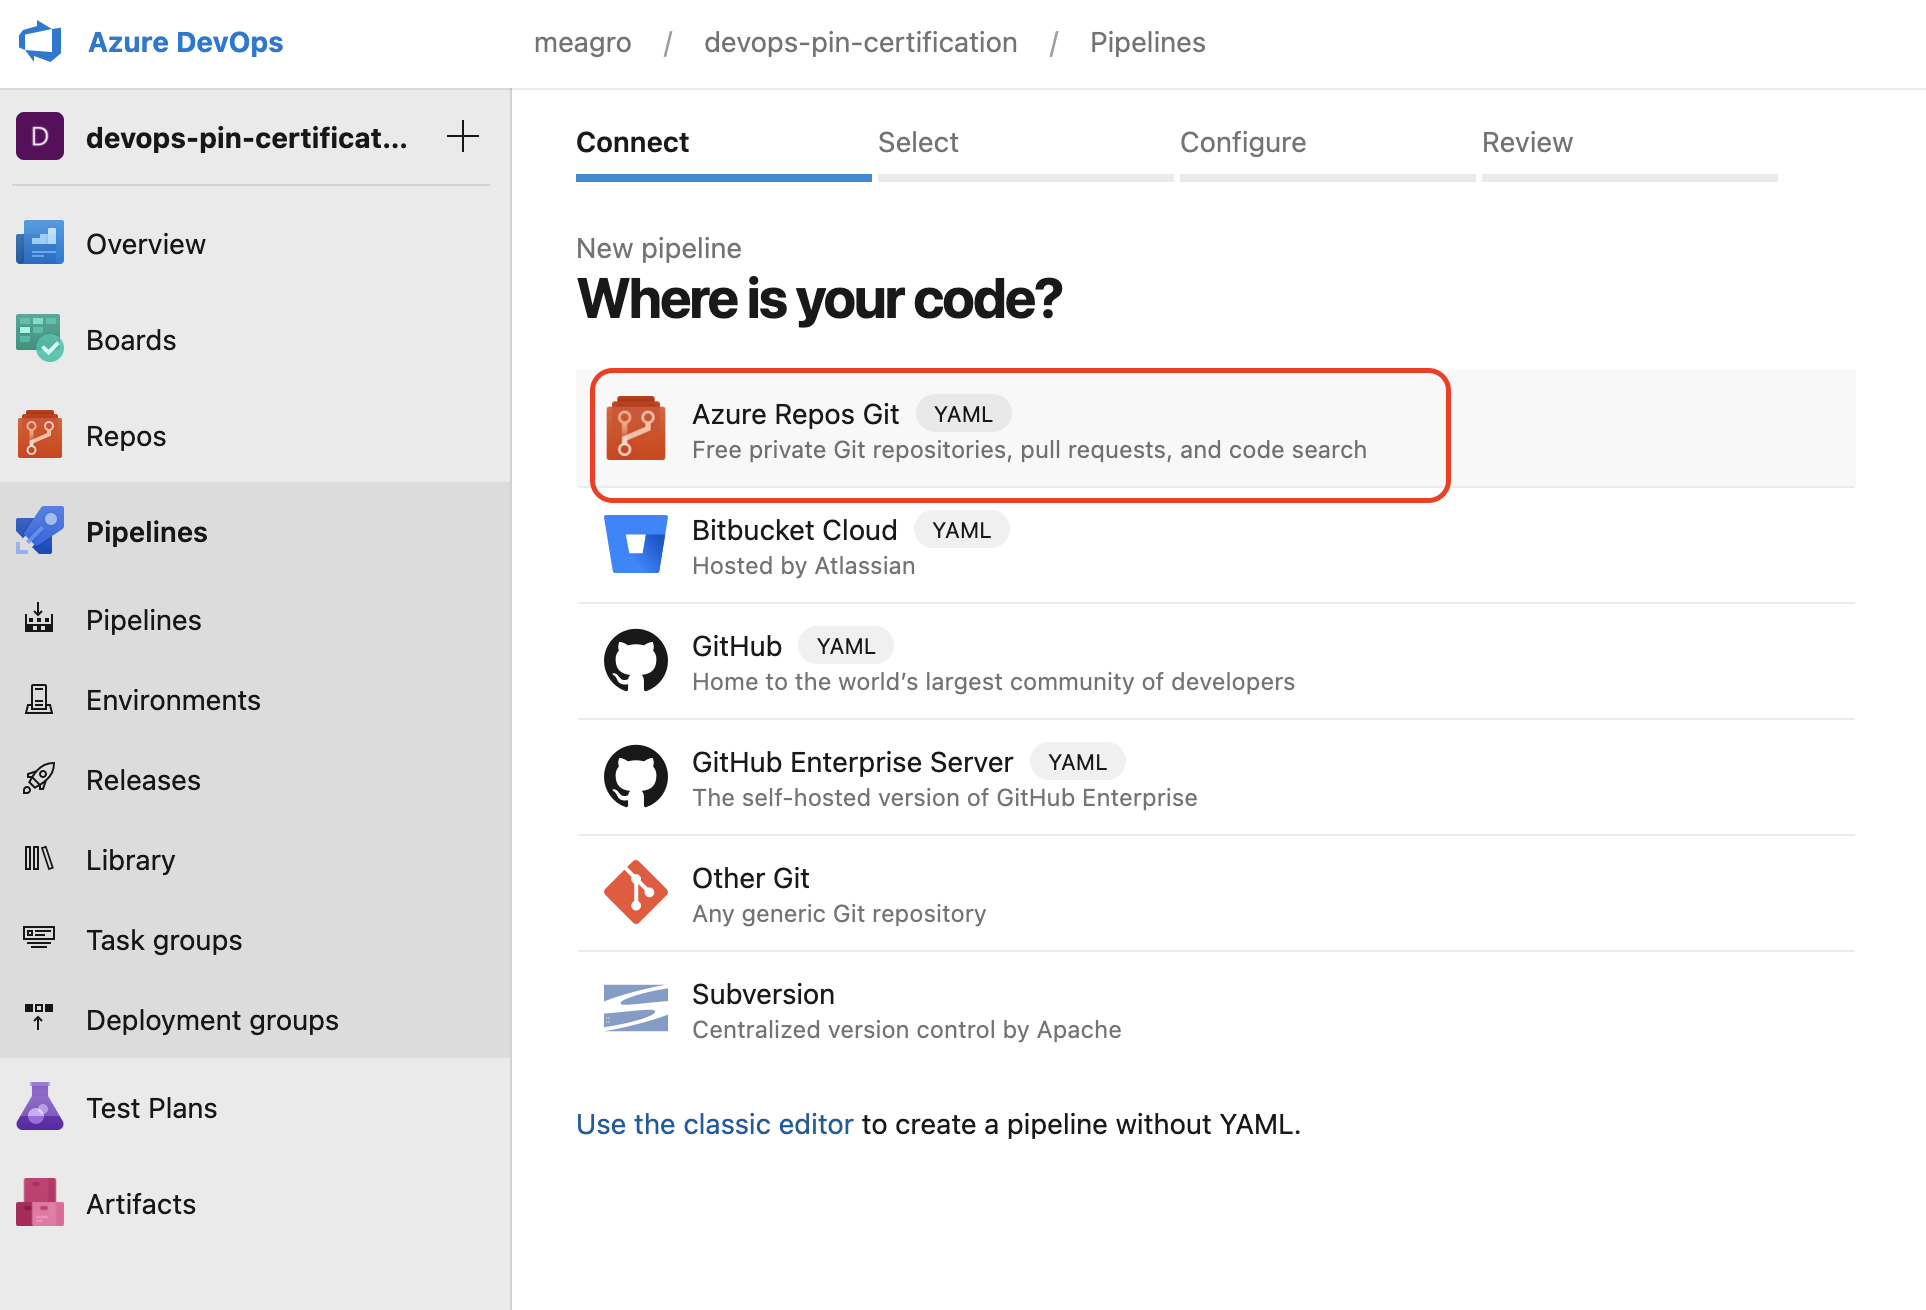 Azure DevOps
meagro / devops-pin-certification / Pipelines
D devops-pin-certificat... +
Overview
Boards
Repos
Pipelines
Pipelines
Environments
Releases
Library
Task groups
Deployment groups
Test Plans
Artifacts
Connect Select Configure Review
New pipeline
Where is your code?
Azure Repos Git YAML
Free private Git repositories, pull requests, and code search
Bitbucket Cloud YAML
Hosted by Atlassian
GitHub YAML
Home to the world’s largest community of developers
GitHub Enterprise Server YAML
The self-hosted version of GitHub Enterprise
Other Git
Any generic Git repository
Subversion
Centralized version control by Apache
Use the classic editor to create a pipeline without YAML.